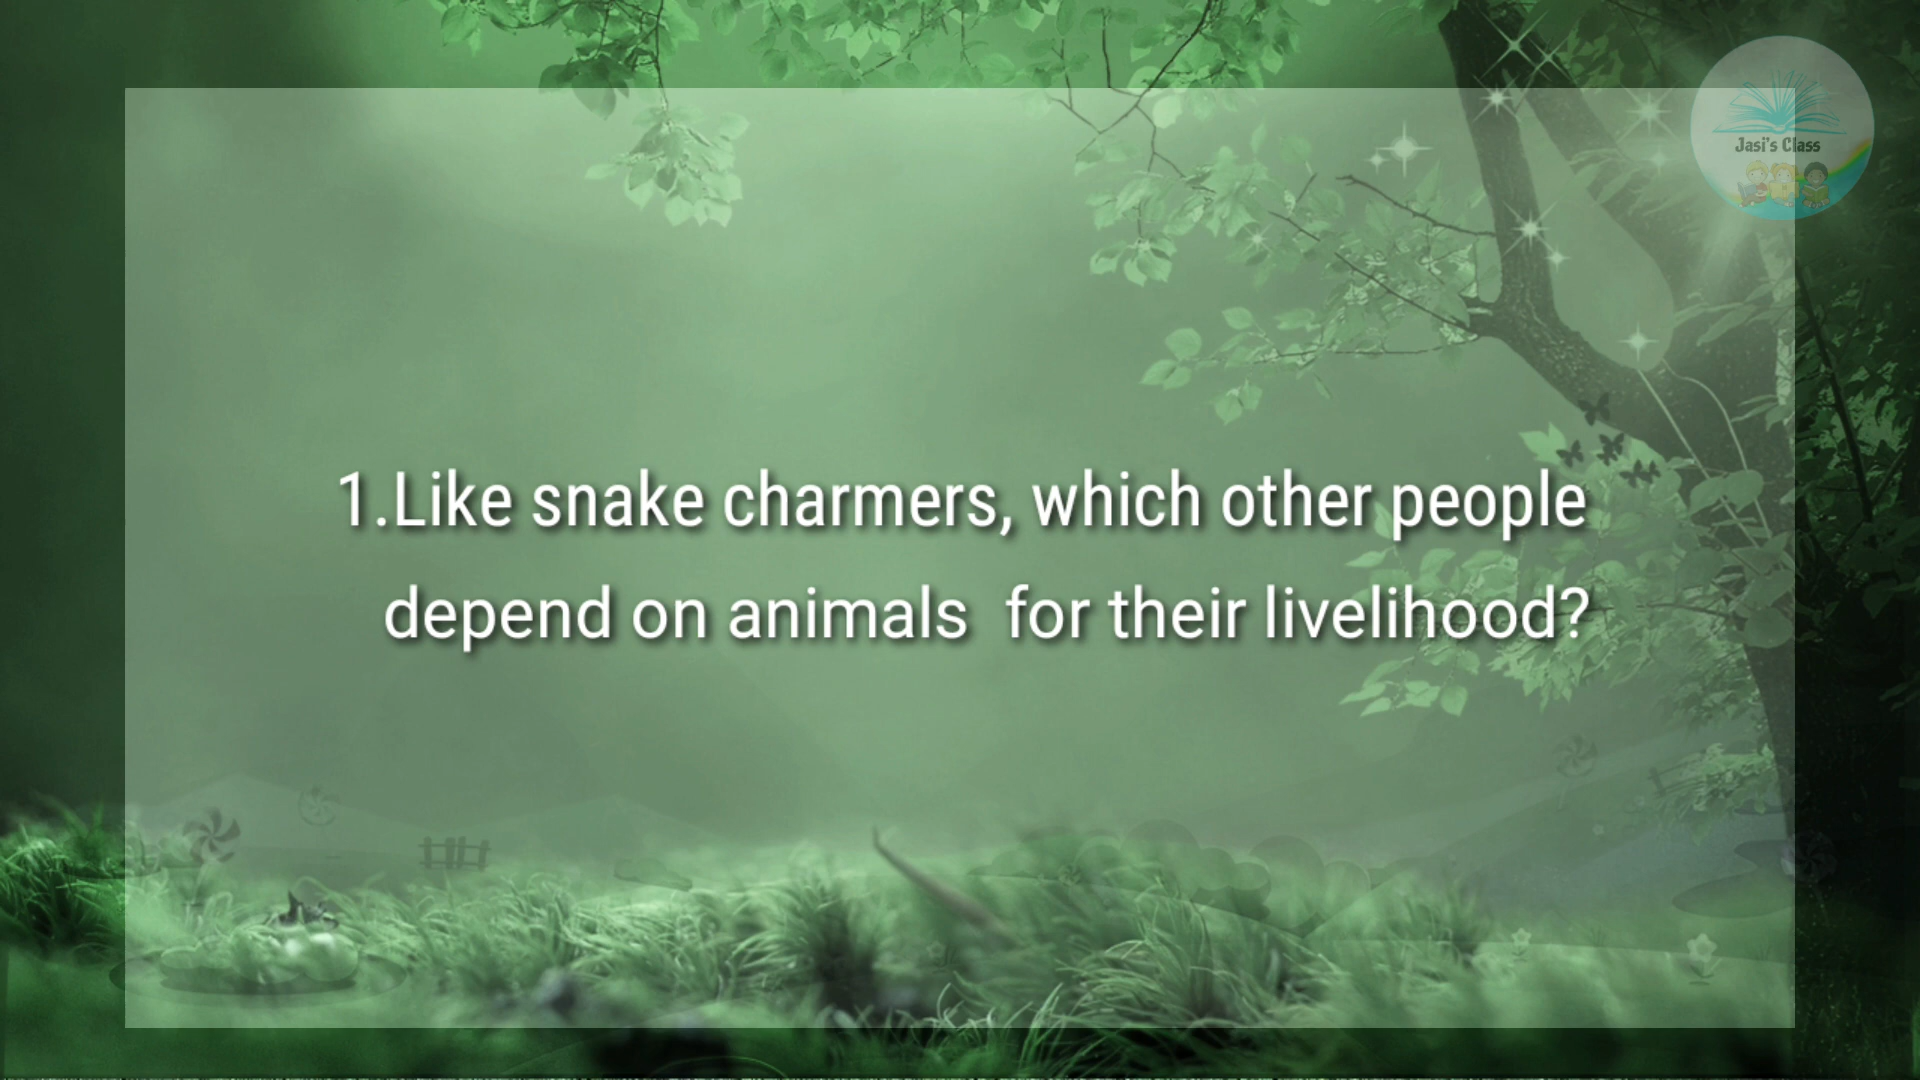 Jasi's Class
1.Like snake charmers, which other people
depend on animals  for their livelihood?